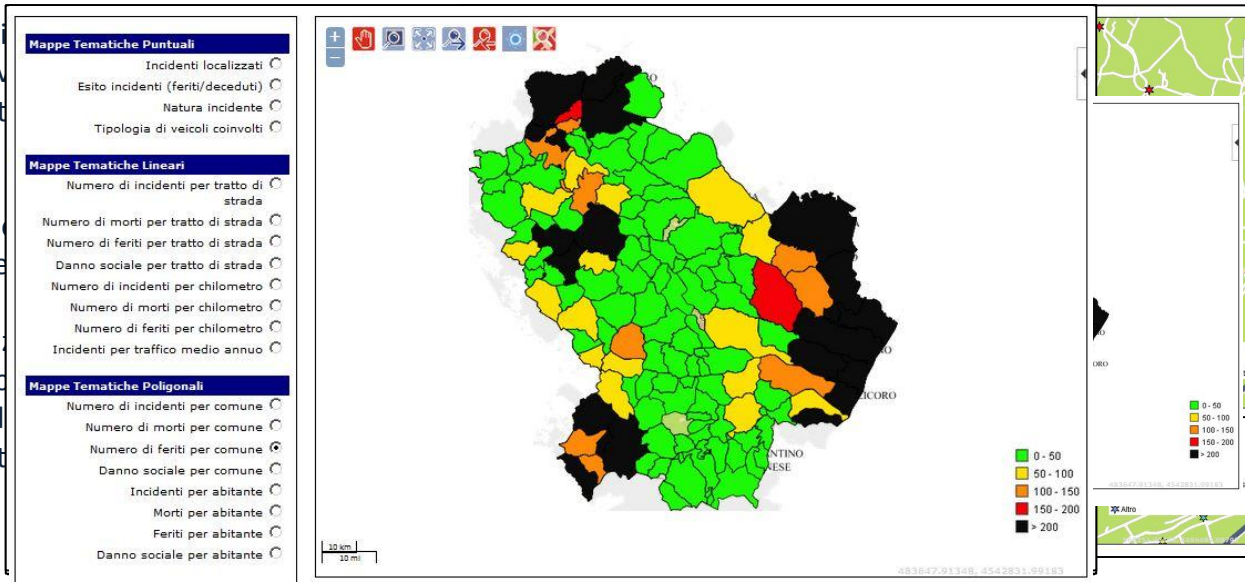 Mappe Tematiche Puntuali
Incidenti localizzati
Esito incidenti (feriti/deceduti)
Natura incidente
Tipologia di veicoli coinvolti
Mappe Tematiche Lineari
Numero di incidenti per tratto di
strada
Numero di morti per tratto di strada
Numero di feriti per tratto di strada
Danno sociale per tratto di strada
Numero di incidenti per chilometro
Numero di morti per chilometro
Numero di feriti per chilometro
Incidenti per traffico medio annuo
Mappe Tematiche Poligonali
Numero di incidenti per comune
Numero di morti per comune
Numero di feriti per comune
Danno sociale per comune
Incidenti per abitante
Morti per abitante
Feriti per abitante
Danno sociale per abitante
0 - 50
50 - 100
100 - 150
150 - 200
> 200
10 km
10 mi
483647.91348, 4542831.99183
0 - 50
50 - 100
100 - 150
150 - 200
> 200
483647.91348, 4542831.99183
Altro